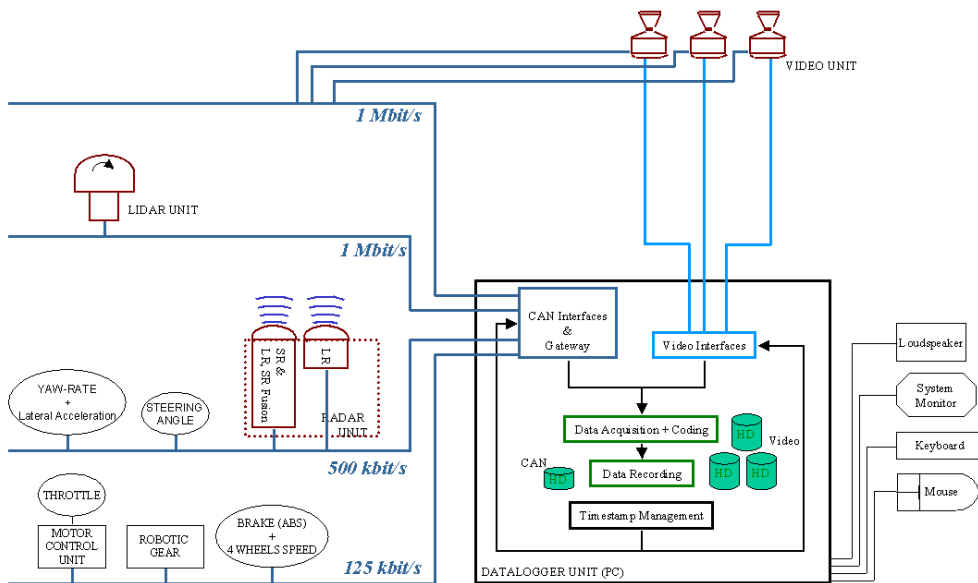 VIDEO UNIT
1 Mbit/s
LIDAR UNIT
1 Mbit/s
CAN Interfaces
&
Gateway
Video Interfaces
Loudspeaker
SR &
LR, SR Fusion
LR
RADAR
UNIT
YAW-RATE
+
Lateral Acceleration
STEERING
ANGLE
System
Monitor
Data Acquisition + Coding
HD
Video
Keyboard
500 kbit/s
CAN
HD
Data Recording
HD
HD
Mouse
THROTTLE
MOTOR
CONTROL
UNIT
ROBOTIC
GEAR
BRAKE (ABS)
+
4 WHEELS SPEED
Timestamp Management
125 kbit/s
DATALOGGER UNIT (PC)